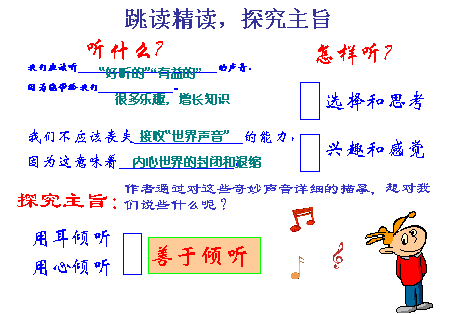 跳读精读，探究主旨
听什么?
怎样听?
我们应该听“好听的”“有益的”的声音。
因为能带给我们
很多乐趣，增长知识。
选择和思考
我们不应该丧失接收“世界声音”的能力，
兴趣和感觉
因为这意味着内心世界的封闭和退缩
探究主旨：
作者通过对这些奇妙声音详细的描摹，想对我
们说些什么呢？
用耳倾听
用心倾听
善于倾听